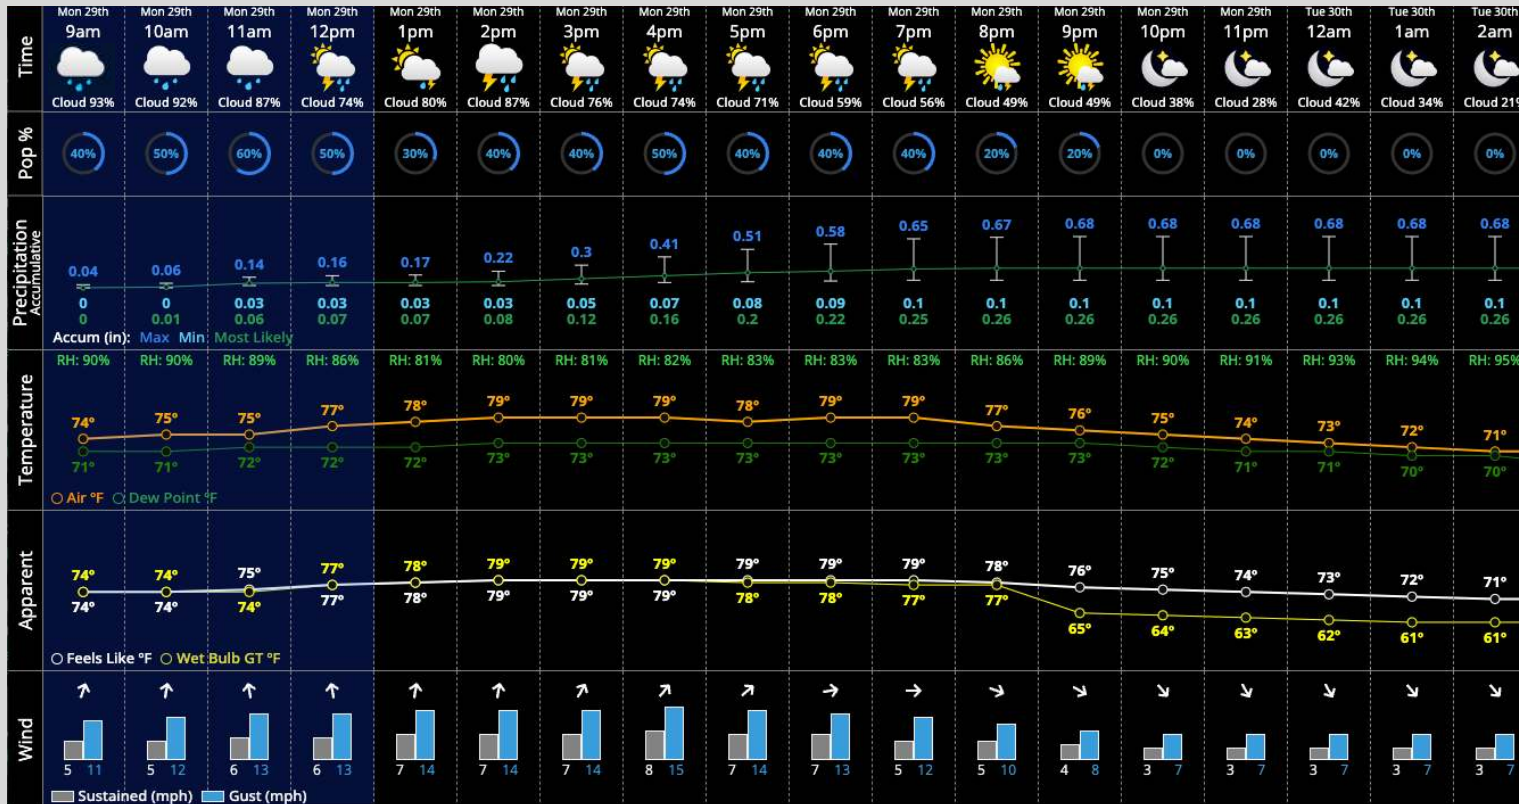 Mon 29th Mon 29th Mon 29th Mon 29th Mon 29th Mon 29th Mon 29th Mon 29th Mon 29th Mon 29th Mon 29th Mon 29th Mon 29th Mon 29th Mon 29th Tue 30th Tue 30th Tue 30th
Time 9am 10am 11am 12pm 1pm 2pm 3pm 4pm 5pm 6pm 7pm 8pm 9pm 10pm 11pm 12am 1am 2am
Cloud 93% Cloud 92% Cloud 87% Cloud 74% Cloud 80% Cloud 87% Cloud 76% Cloud 74% Cloud 71% Cloud 59% Cloud 56% Cloud 49% Cloud 49% Cloud 38% Cloud 28% Cloud 42% Cloud 34% Cloud 21%
Pop % 40% 50% 60% 50% 30% 40% 40% 50% 40% 40% 40% 20% 20% 0% 0% 0% 0% 0%
Precipitation
Accumulative
0.04 0.06 0.14 0.16 0.17 0.22 0.3 0.41 0.51 0.58 0.65 0.67 0.68 0.68 0.68 0.68 0.68 0.68
0 0 0.03 0.03 0.03 0.03 0.05 0.07 0.08 0.09 0.1 0.1 0.1 0.1 0.1 0.1 0.1 0.1
0 0.01 0.06 0.07 0.07 0.08 0.12 0.16 0.2 0.22 0.25 0.26 0.26 0.26 0.26 0.26 0.26 0.26
Accum (in): Max Min Most Likely
RH: 90% RH: 90% RH: 89% RH: 86% RH: 81% RH: 80% RH: 81% RH: 82% RH: 83% RH: 83% RH: 83% RH: 86% RH: 89% RH: 90% RH: 91% RH: 93% RH: 94% RH: 95%
Temperature
74° 75° 75° 77° 78° 79° 79° 79° 78° 79° 79° 77° 76° 75° 74° 73° 72° 71°
71° 71° 72° 72° 72° 73° 73° 73° 73° 73° 73° 73° 73° 72° 71° 71° 70° 70°
Air °F Dew Point °F
Apparent
74° 74° 75° 77° 78° 79° 79° 79° 79° 79° 79° 78° 76° 75° 74° 73° 72° 71°
74° 74° 74° 77° 78° 79° 79° 79° 78° 78° 77° 77° 65° 64° 63° 62° 61° 61°
Feels Like °F Wet Bulb GT °F
Wind
5 11 5 12 6 13 6 13 7 14 7 14 7 14 8 15 7 14 7 13 5 12 5 10 4 8 3 7 3 7 3 7 3 7 3 7
Sustained (mph) Gust (mph)